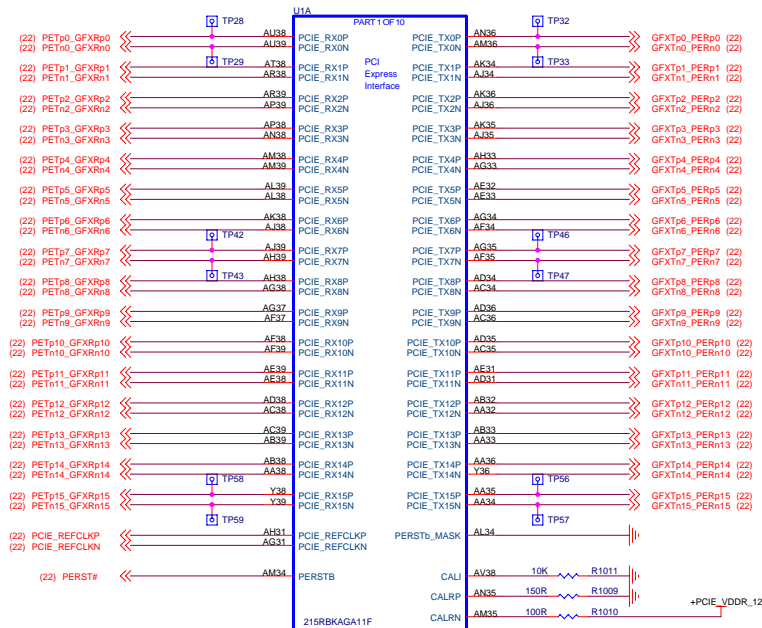 U1A
PART 1 OF 10
TP28 TP32
(22) PETp0_GFXRp0 AU38 PCIE_RX0P PCIE_TX0P AN36 GFXTp0_PERp0 (22)
(22) PETn0_GFXRn0 AU39 PCIE_RX0N PCIE_TX0N AM36 GFXTn0_PERn0 (22)
TP29 PCI TP33
(22) PETp1_GFXRp1 AT38 PCIE_RX1P PCIE_TX1P AK34 GFXTp1_PERp1 (22)
Express
(22) PETn1_GFXRn1 AR38 PCIE_RX1N PCIE_TX1N AJ34 GFXTn1_PERn1 (22)
Interface
(22) PETp2_GFXRp2 AR39 PCIE_RX2P PCIE_TX2P AK36 GFXTp2_PERp2 (22)
(22) PETn2_GFXRn2 AP39 PCIE_RX2N PCIE_TX2N AJ36 GFXTn2_PERn2 (22)
(22) PETp3_GFXRp3 AP38 PCIE_RX3P PCIE_TX3P AK35 GFXTp3_PERp3 (22)
(22) PETn3_GFXRn3 AN38 PCIE_RX3N PCIE_TX3N AJ35 GFXTn3_PERn3 (22)
(22) PETp4_GFXRp4 AM38 PCIE_RX4P PCIE_TX4P AH33 GFXTp4_PERp4 (22)
(22) PETn4_GFXRn4 AM39 PCIE_RX4N PCIE_TX4N AG33 GFXTn4_PERn4 (22)
(22) PETp5_GFXRp5 AL39 PCIE_RX5P PCIE_TX5P AE32 GFXTp5_PERp5 (22)
(22) PETn5_GFXRn5 AL38 PCIE_RX5N PCIE_TX5N AE33 GFXTn5_PERn5 (22)
(22) PETp6_GFXRp6 AK38 PCIE_RX6P PCIE_TX6P AG34 GFXTp6_PERp6 (22)
(22) PETn6_GFXRn6 AJ38 PCIE_RX6N PCIE_TX6N AF34 GFXTn6_PERn6 (22)
TP42 TP46
(22) PETp7_GFXRp7 AJ39 PCIE_RX7P PCIE_TX7P AG35 GFXTp7_PERp7 (22)
(22) PETn7_GFXRn7 AH39 PCIE_RX7N PCIE_TX7N AF35 GFXTn7_PERn7 (22)
TP43 TP47
(22) PETp8_GFXRp8 AH38 PCIE_RX8P PCIE_TX8P AD34 GFXTp8_PERp8 (22)
(22) PETn8_GFXRn8 AG38 PCIE_RX8N PCIE_TX8N AC34 GFXTn8_PERn8 (22)
(22) PETp9_GFXRp9 AG37 PCIE_RX9P PCIE_TX9P AD36 GFXTp9_PERp9 (22)
(22) PETn9_GFXRn9 AF37 PCIE_RX9N PCIE_TX9N AC36 GFXTn9_PERn9 (22)
(22) PETp10_GFXRp10 AF38 PCIE_RX10P PCIE_TX10P AD35 GFXTp10_PERp10 (22)
(22) PETn10_GFXRn10 AF39 PCIE_RX10N PCIE_TX10N AC35 GFXTn10_PERn10 (22)
(22) PETp11_GFXRp11 AE39 PCIE_RX11P PCIE_TX11P AE31 GFXTp11_PERp11 (22)
(22) PETn11_GFXRn11 AE38 PCIE_RX11N PCIE_TX11N AD31 GFXTn11_PERn11 (22)
(22) PETp12_GFXRp12 AD38 PCIE_RX12P PCIE_TX12P AB32 GFXTp12_PERp12 (22)
(22) PETn12_GFXRn12 AC38 PCIE_RX12N PCIE_TX12N AA32 GFXTn12_PERn12 (22)
(22) PETp13_GFXRp13 AC39 PCIE_RX13P PCIE_TX13P AB33 GFXTp13_PERp13 (22)
(22) PETn13_GFXRn13 AB39 PCIE_RX13N PCIE_TX13N AA33 GFXTn13_PERn13 (22)
(22) PETp14_GFXRp14 AB38 PCIE_RX14P PCIE_TX14P AA36 GFXTp14_PERp14 (22)
(22) PETn14_GFXRn14 AA38 PCIE_RX14N PCIE_TX14N Y36 GFXTn14_PERn14 (22)
TP58 TP56
(22) PETp15_GFXRp15 Y38 PCIE_RX15P PCIE_TX15P AA35 GFXTp15_PERp15 (22)
(22) PETn15_GFXRn15 Y39 PCIE_RX15N PCIE_TX15N AA34 GFXTn15_PERn15 (22)
TP59 TP57
(22) PCIE_REFCLKP AH31 PCIE_REFCLKP PERSTb_MASK AL34
(22) PCIE_REFCLKN AG31 PCIE_REFCLKN
(22) PERST# AM34 PERSTB CALI AV38 10K R1011
CALRP AN35 150R R1009
+PCIE_VDDR_12
CALRN AM35 100R R1010
215RBKAGA11F